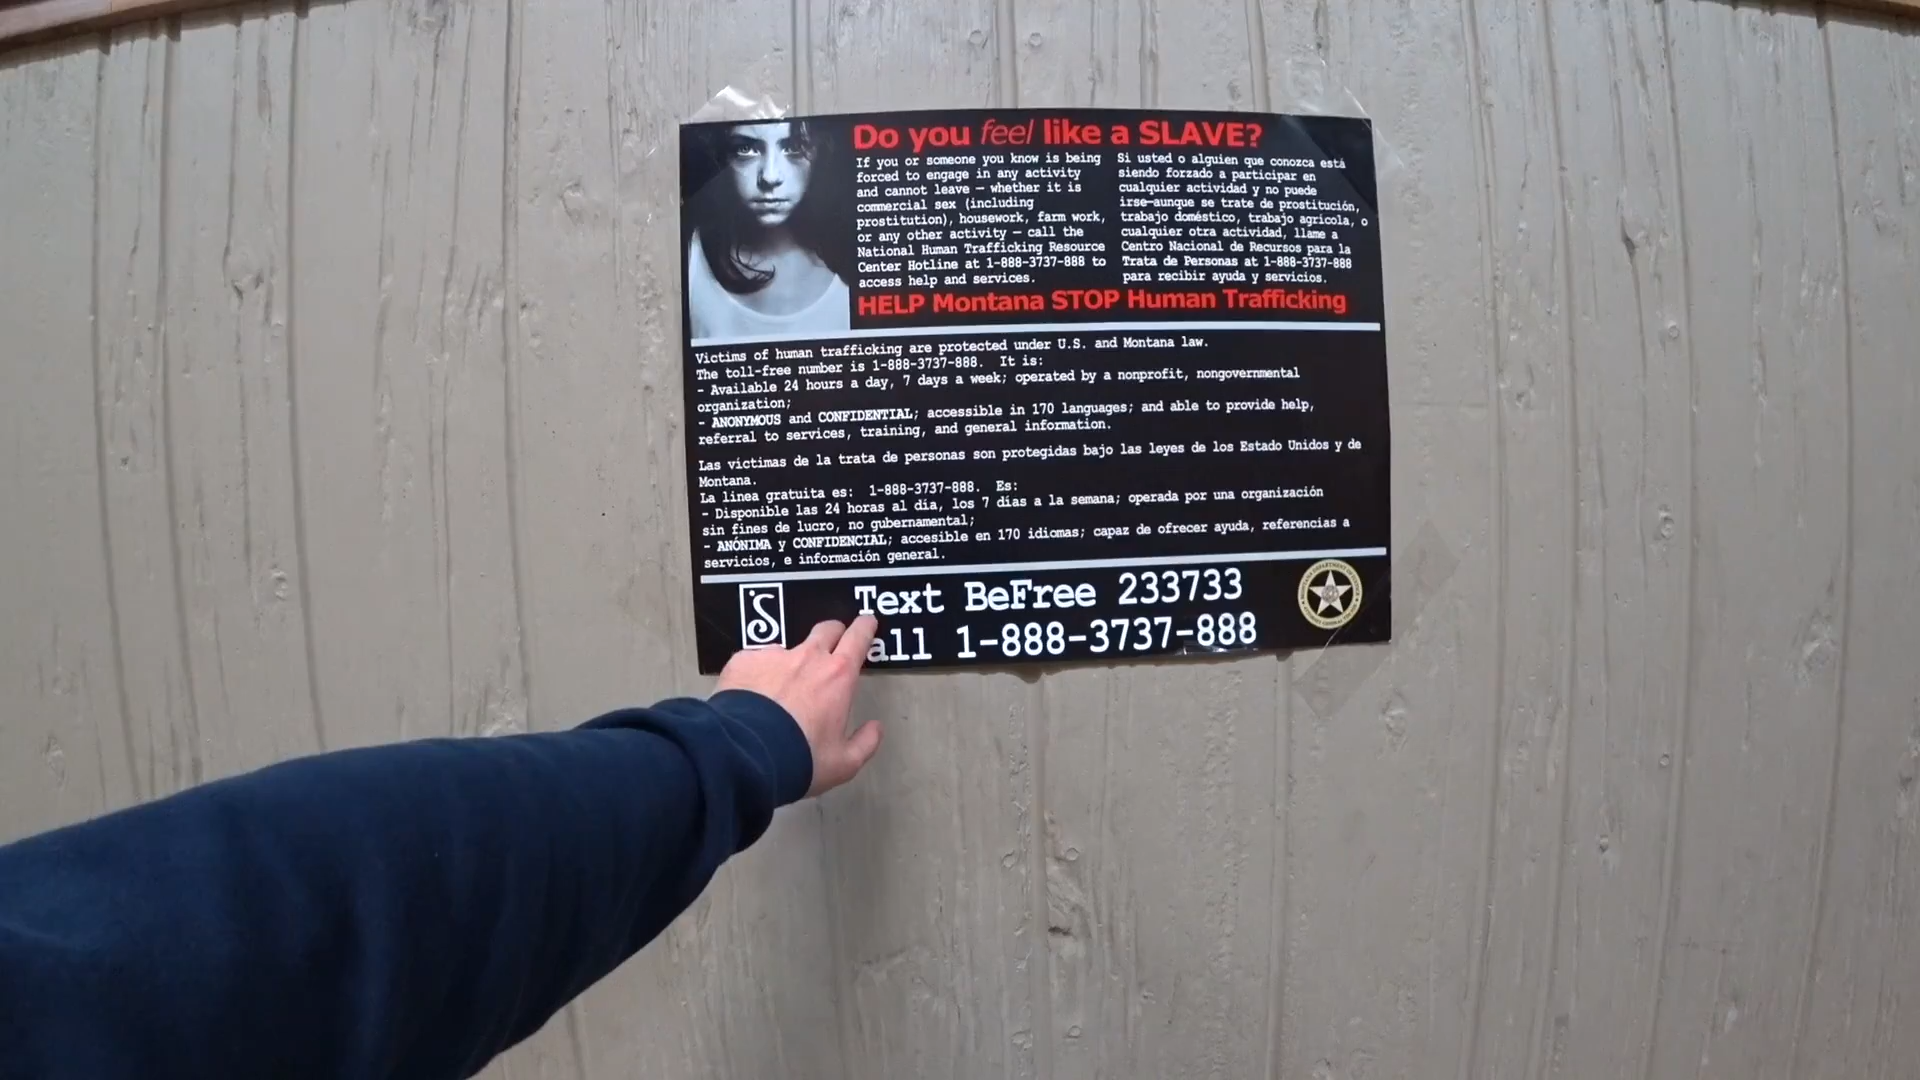 Do you feel like a SLAVE?
If you or someone you know is being
forced to engage in any activity
and cannot leave — whether it is
commercial sex (including
prostitution), housework, farm work,
or any other activity — call the
National Human Trafficking Resource
Center Hotline at 1-888-3737-888 to
access help and services.
Si usted o alguien que conozca está
siendo forzado a participar en
cualquier actividad y no puede
irse—aunque se trate de prostitución,
trabajo doméstico, trabajo agrícola, o
cualquier otra actividad, llame a
Centro Nacional de Recursos para la
Trata de Personas at 1-888-3737-888
para recibir ayuda y servicios.
HELP Montana STOP Human Trafficking
Victims of human trafficking are protected under U.S. and Montana law.
The toll-free number is 1-888-3737-888. It is:
- Available 24 hours a day, 7 days a week; operated by a nonprofit, nongovernmental
organization;
- ANONYMOUS and CONFIDENTIAL; accessible in 170 languages; and able to provide help,
referral to services, training, and general information.
Las víctimas de la trata de personas son protegidas bajo las leyes de los Estado Unidos y de
Montana.
La linea gratuita es: 1-888-3737-888. Es:
- Disponible las 24 horas al día, los 7 días a la semana; operada por una organización
sin fines de lucro, no gubernamental;
- ANÓNIMA y CONFIDENCIAL; accesible en 170 idiomas; capaz de ofrecer ayuda, referencias a
servicios, e información general.
Text BeFree 233733
all 1-888-3737-888